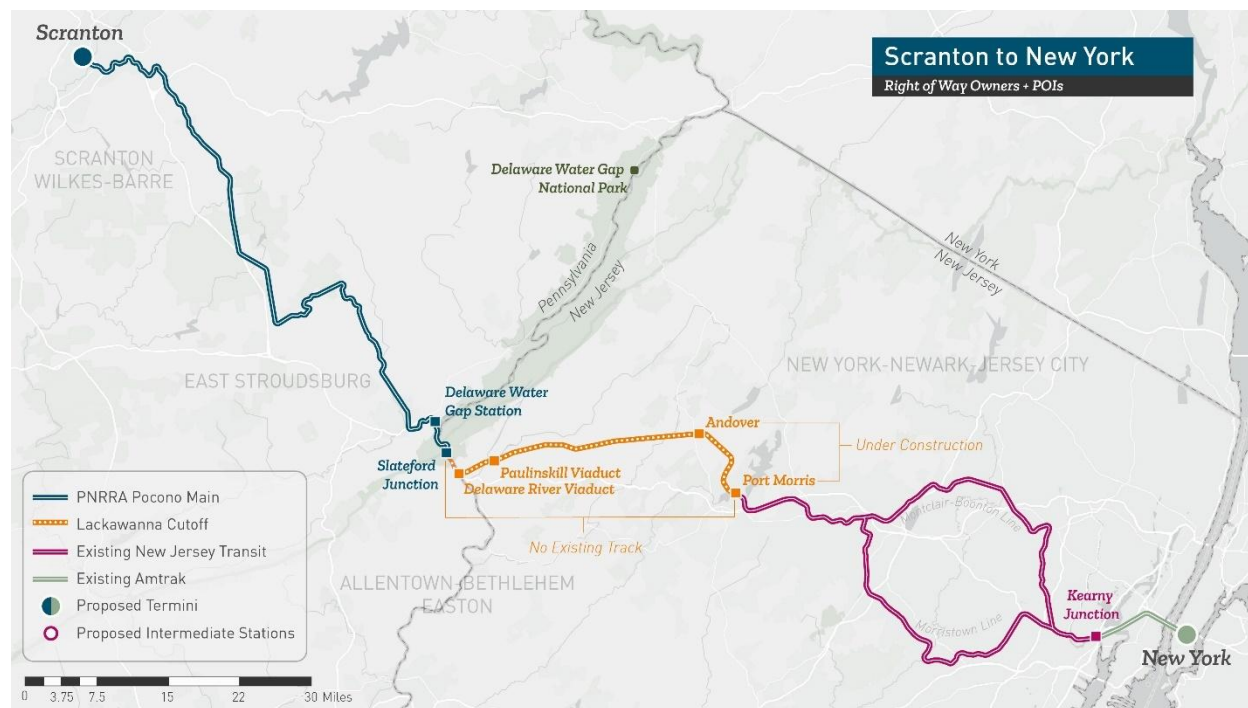 Scranton
Scranton to New York
Right of Way Owners + POIs
SCRANTON
WILKES-BARRE
Delaware Water Gap
National Park
Pennsylvania
New Jersey
New York
New Jersey
EAST STROUDSBURG
NEW YORK-NEWARK-JERSEY CITY
Delaware Water
Gap Station
Andover
Under Construction
Slateford
Junction
Paulinskill Viaduct
Delaware River Viaduct
Port Morris
No Existing Track
Montclair-Boonton Line
ALLENTOWN-BETHLEHEM
EASTON
Morristown Line
Kearny
Junction
New York
PNRRA Pocono Main
Lackawanna Cutoff
Existing New Jersey Transit
Existing Amtrak
Proposed Termini
Proposed Intermediate Stations
0 3.75 7.5 15 22 30 Miles